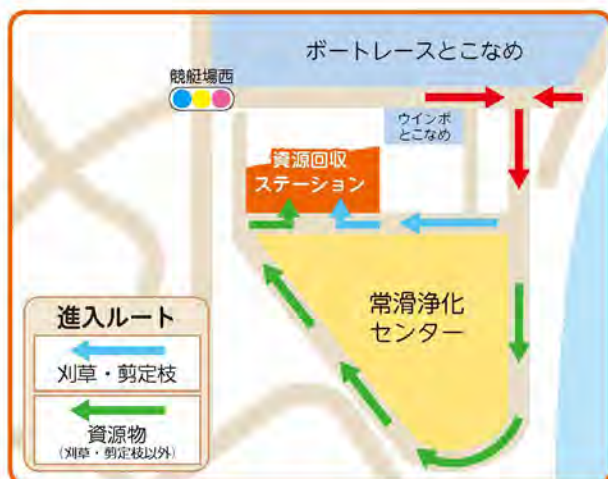 ボートレースとこなめ
競艇場西
ウインボ
とこなめ
資源回収
ステーション
常滑浄化
センター
進入ルート
刈草・剪定枝
資源物
(刈草・剪定枝以外)